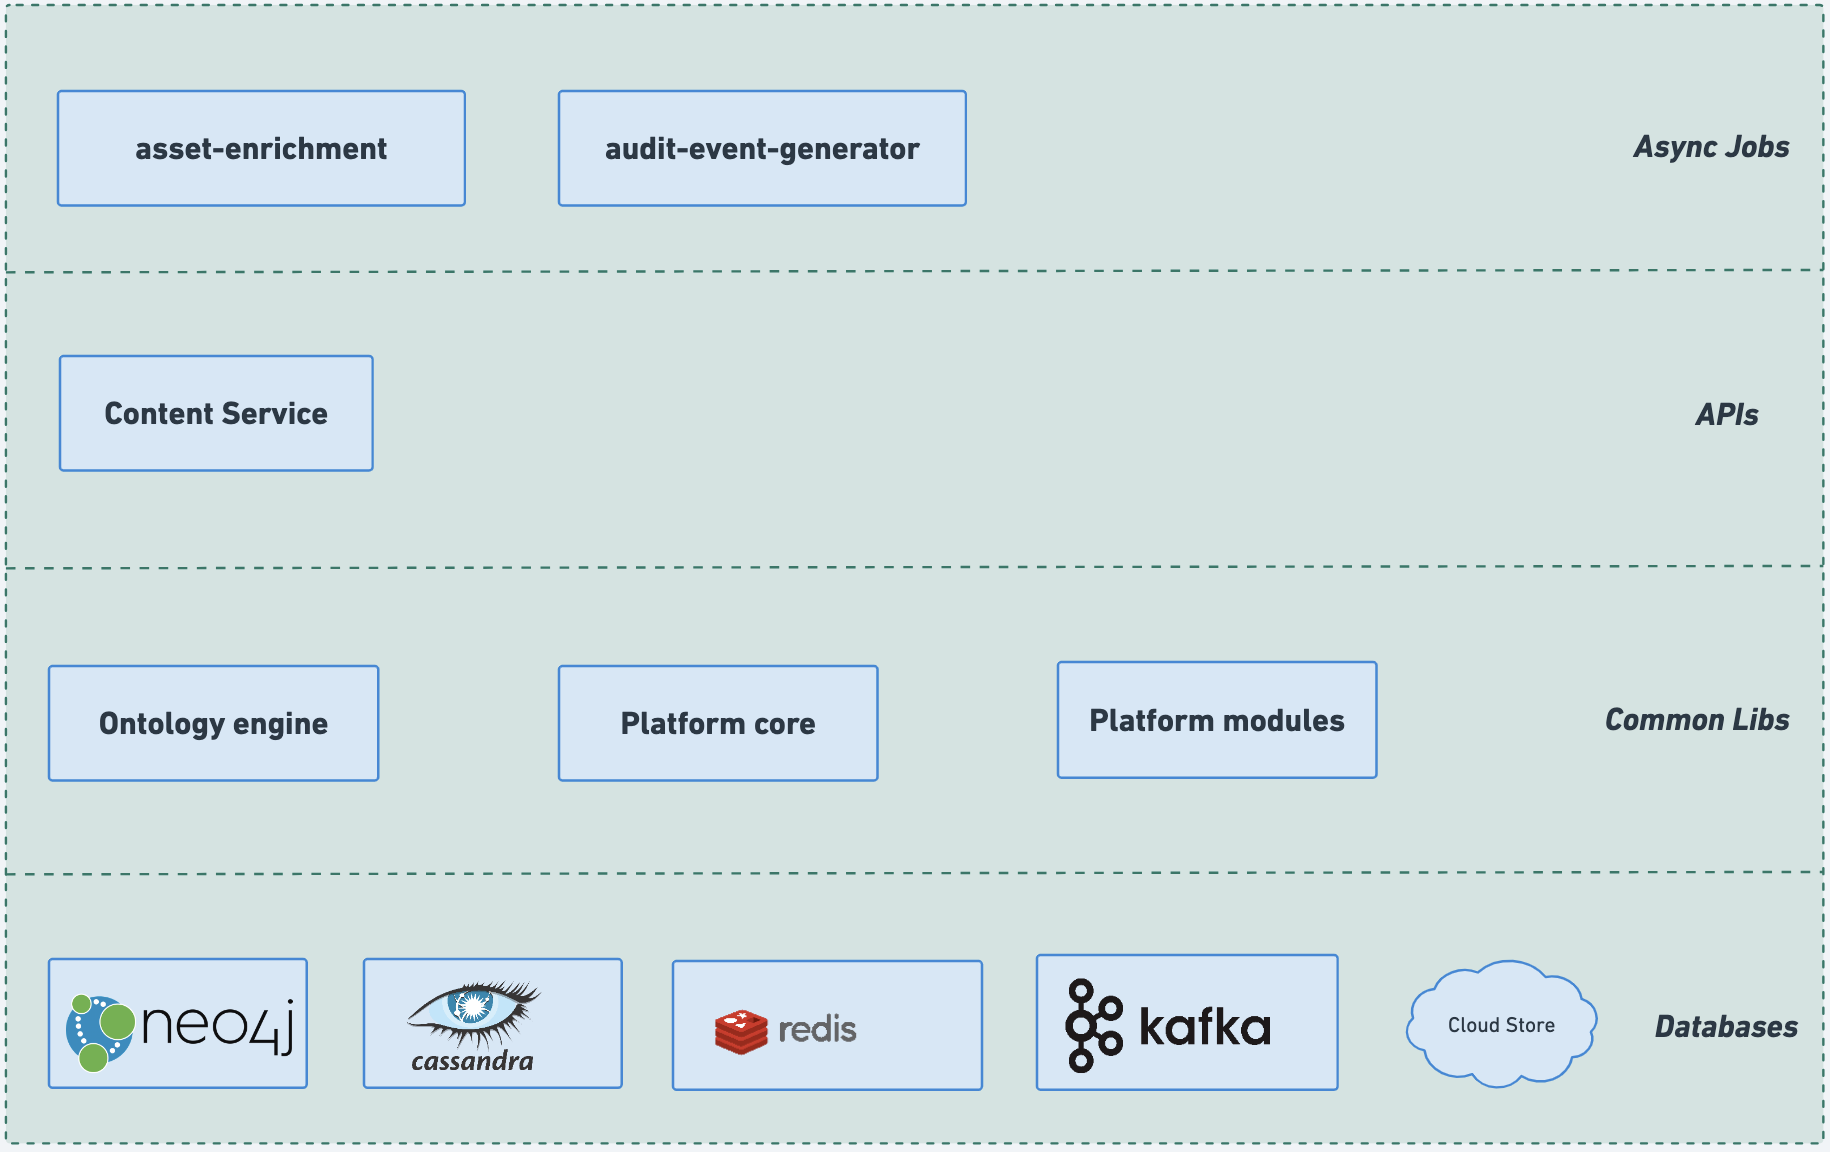 asset-enrichment
audit-event-generator
Async Jobs
Content Service
APIs
Ontology engine
Platform core
Platform modules
Common Libs
neo4j
cassandra
redis
kafka
Cloud Store
Databases